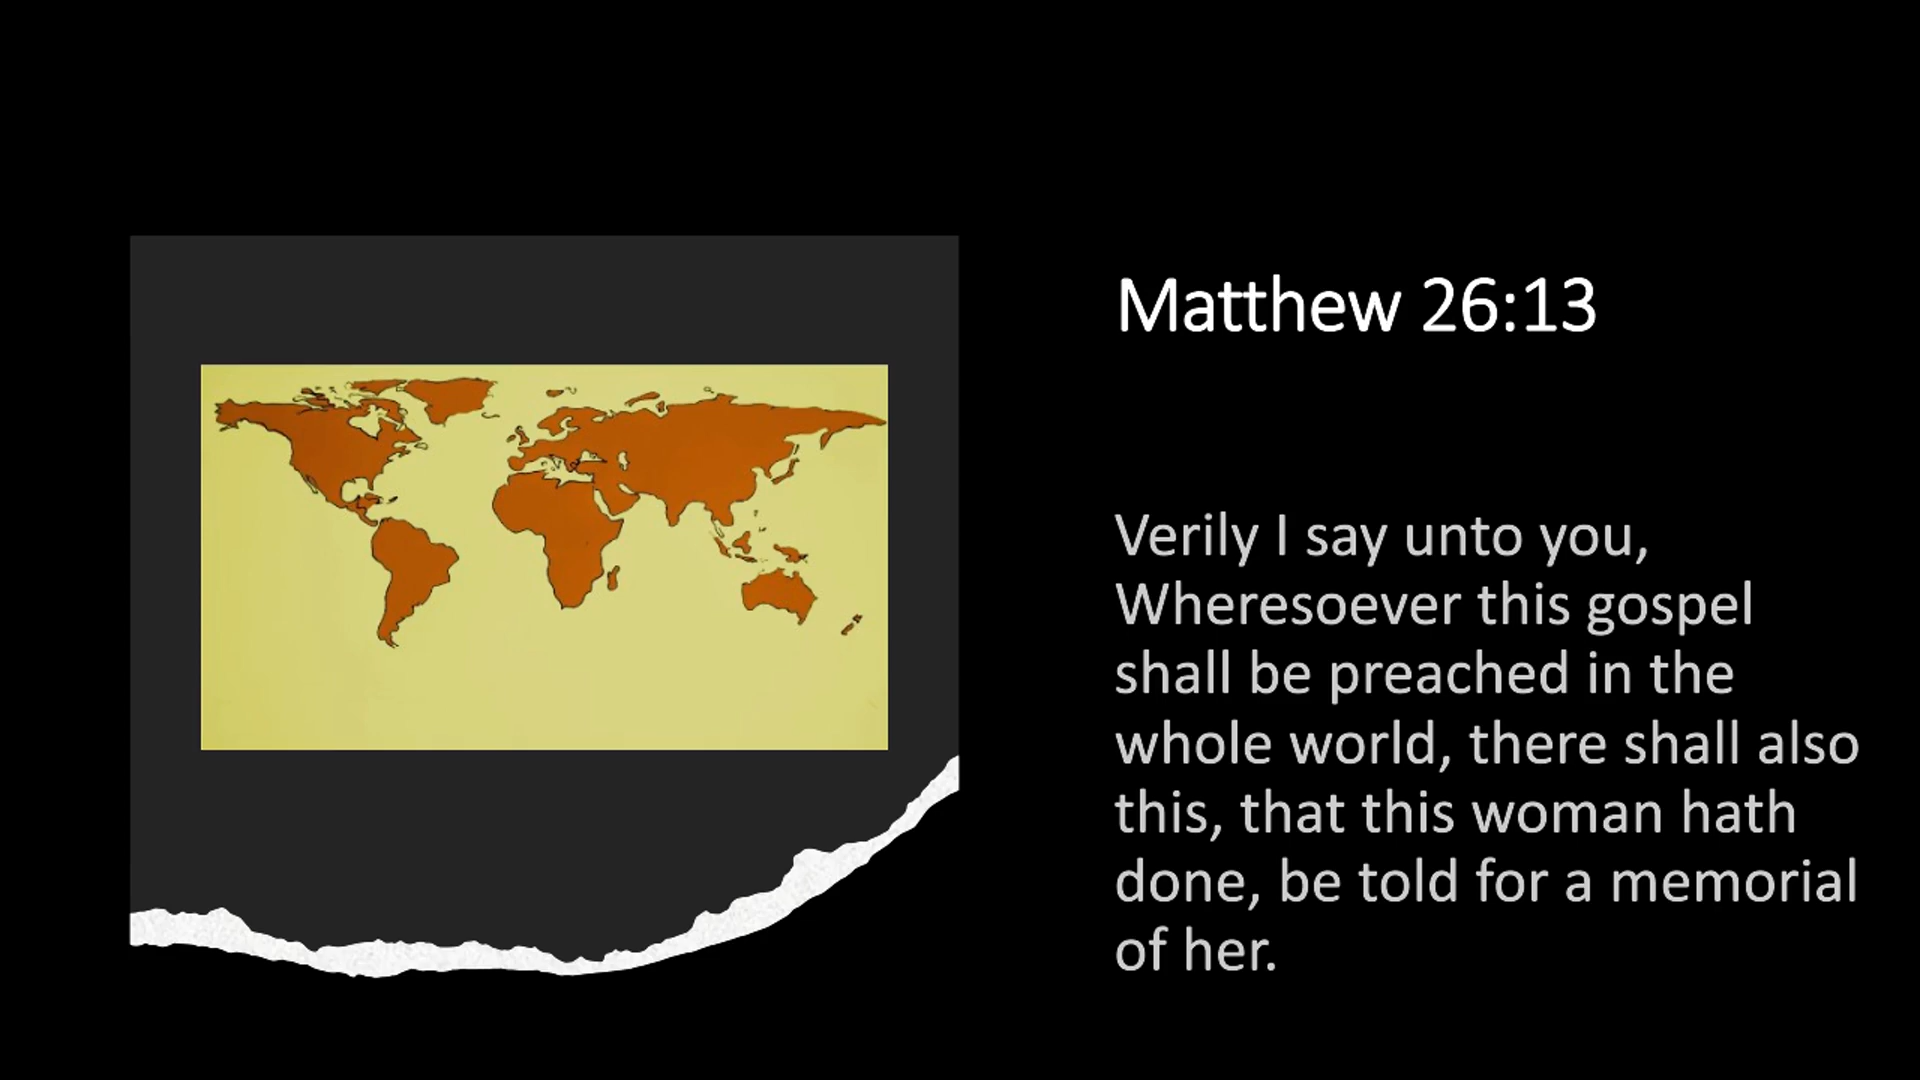 Matthew 26:13
Verily I say unto you,
Wheresoever this gospel
shall be preached in the
whole world, there shall also
this, that this woman hath
done, be told for a memorial
of her.